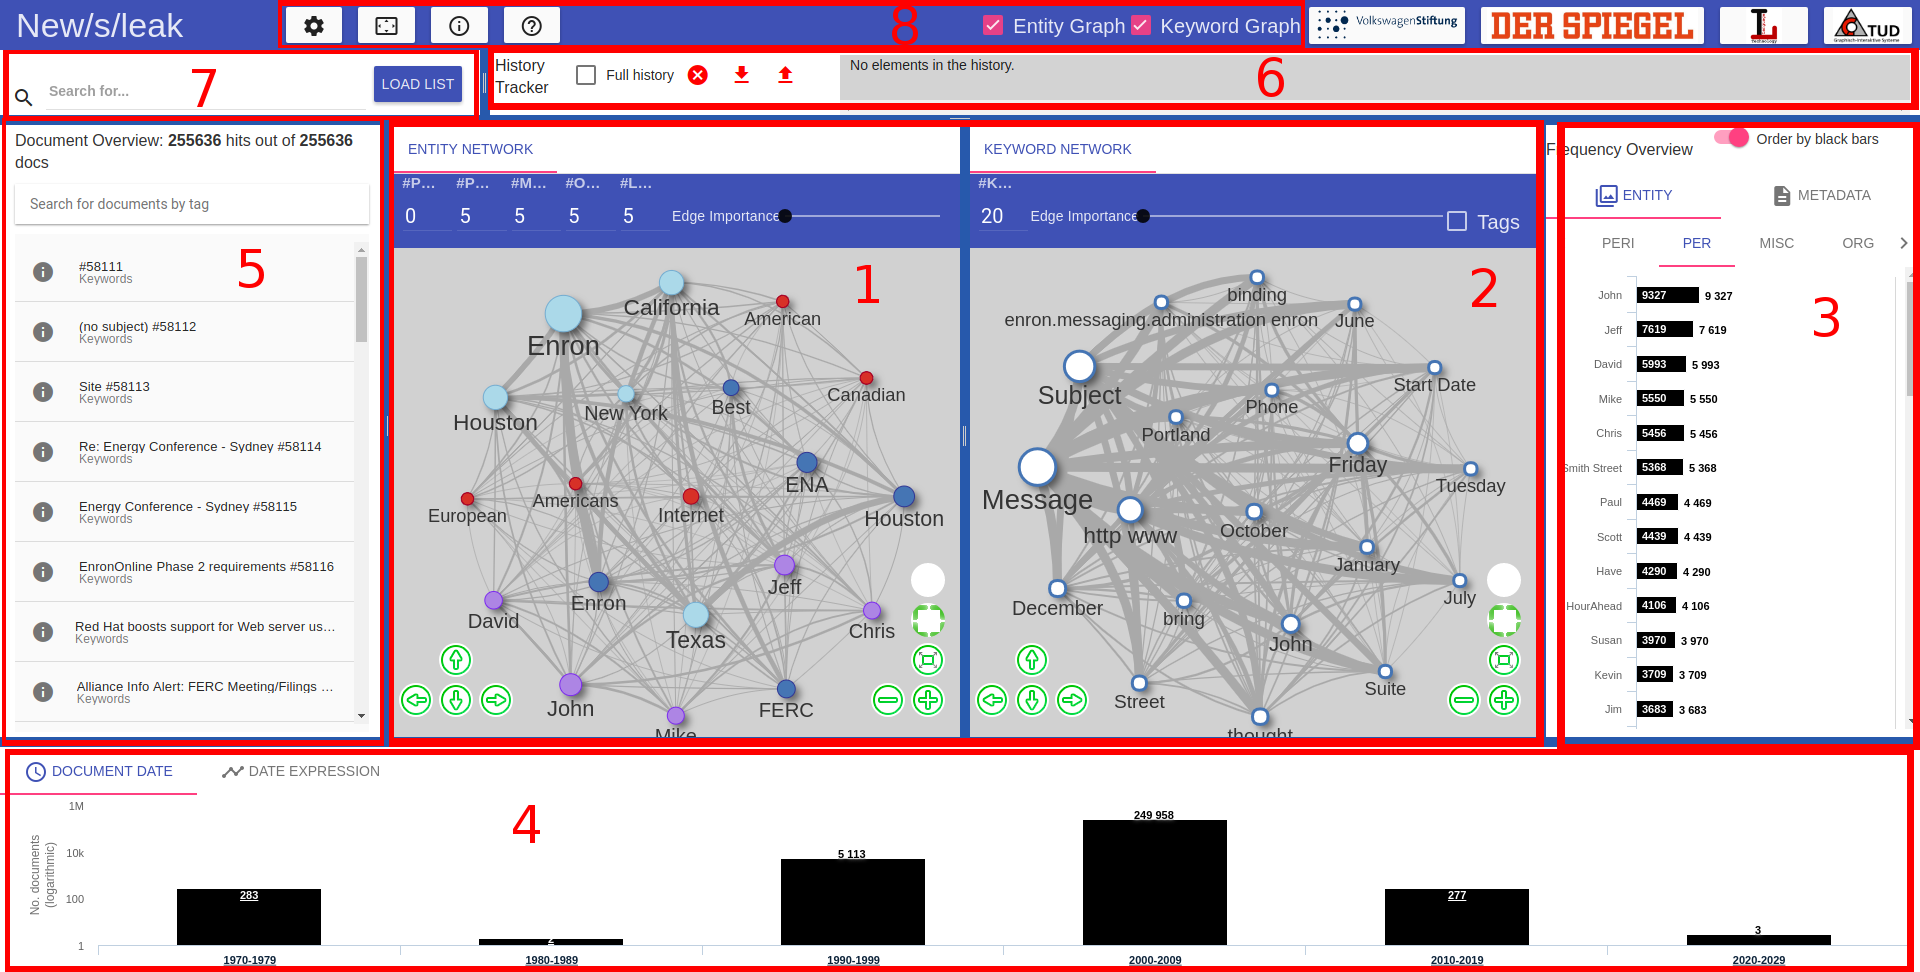 New/s/leak
8
Entity Graph
Keyword Graph
VolkswagenStiftung
DER SPIEGEL
TUD
7
Search for...
LOAD LIST
History
Tracker
Full history
No elements in the history.
6
Document Overview: 255636 hits out of 255636
docs
Search for documents by tag
5
#58111
Keywords
(no subject) #58112
Keywords
Site #58113
Keywords
Re: Energy Conference - Sydney #58114
Keywords
Energy Conference - Sydney #58115
Keywords
EnronOnline Phase 2 requirements #58116
Keywords
Red Hat boosts support for Web server us...
Keywords
Alliance Info Alert: FERC Meeting/Filings ...
Keywords
ENTITY NETWORK
#P... #P... #M... #O... #L...
0 5 5 5 5 Edge Importance
1
California
American
Enron
Canadian
Best
New York
Houston
ENA
Americans
Internet
European
Houston
Jeff
Enron
David
Chris
Texas
John
FERC
Mike
KEYWORD NETWORK
#K...
20 Edge Importance Tags
2
binding
enron.messaging.administration enron
June
Start Date
Subject
Phone
Portland
Friday
Tuesday
Message
October
http www
January
July
December
bring
John
Suite
Street
thought
Frequency Overview
Order by black bars
ENTITY METADATA
PERI PER MISC ORG
3
John 9327 9 327
Jeff 7619 7 619
David 5993 5 993
Mike 5550 5 550
Chris 5456 5 456
Smith Street 5368 5 368
Paul 4469 4 469
Scott 4439 4 439
Have 4290 4 290
HourAhead 4106 4 106
Susan 3970 3 970
Kevin 3709 3 709
Jim 3683 3 683
DOCUMENT DATE DATE EXPRESSION
4
No. documents
(logarithmic)
1M
10k
100
1
283
2
5 113
249 958
277
3
1970-1979 1980-1989 1990-1999 2000-2009 2010-2019 2020-2029